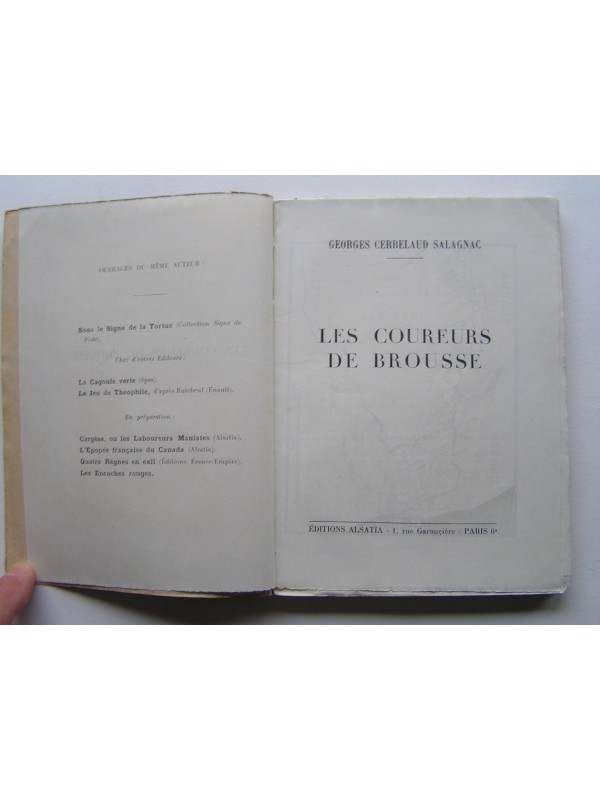 OUVRAGES DU MÊME AUTEUR :
Sous le Signe de la Tortue (Collection Signe de
Piste).
Chez d'autres Editeurs :
La Cagoule verte (Spes).
Le Jeu de Théophile, d'après Rutebeuf (Enault).
En préparation :
Cargèse, ou les Laboureurs Maniates (Alsatia).
L'Épopée française du Canada (Alsatia).
Quatre Règnes en exil (Éditions France-Empire).
Les Encoches rouges.
GEORGES CERBELAUD SALAGNAC
LES COUREURS
DE BROUSSE
ÉDITIONS ALSATIA - 1, rue Garancière - PARIS 6e